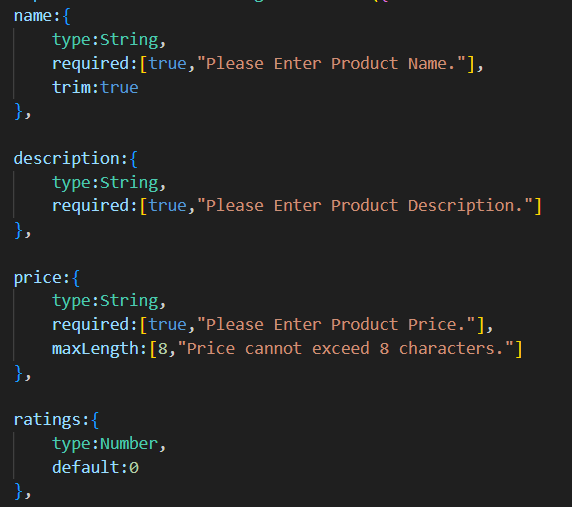 name:{
type:String,
required:[true,"Please Enter Product Name."],
trim:true
},
description:{
type:String,
required:[true,"Please Enter Product Description."]
},
price:{
type:String,
required:[true,"Please Enter Product Price."],
maxLength:[8,"Price cannot exceed 8 characters."]
},
ratings:{
type:Number,
default:0
},